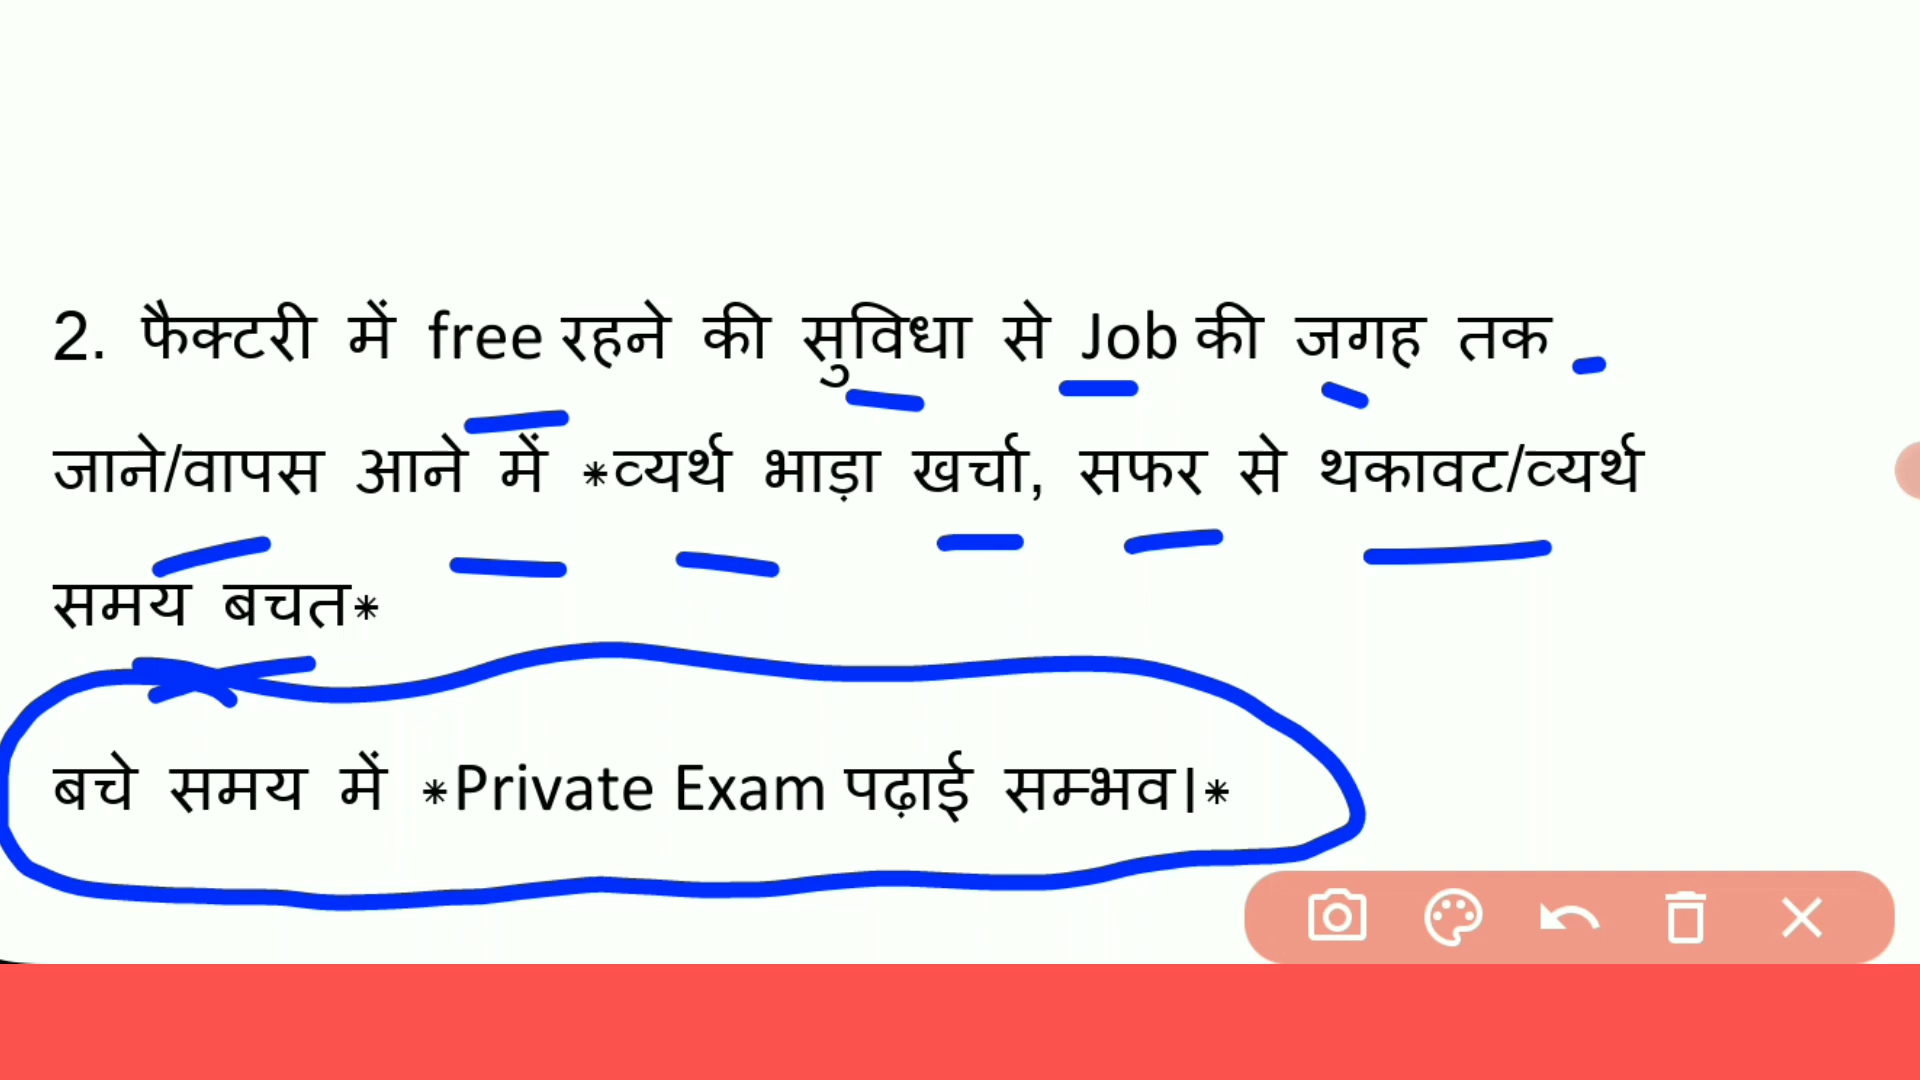 2. फैक्टरी में free रहने की सुविधा से Job की जगह तक
जाने/वापस आने में *व्यर्थ भाड़ा खर्चा, सफर से थकावट/व्यर्थ
समय बचत*
बचे समय में *Private Exam पढ़ाई सम्भव।*